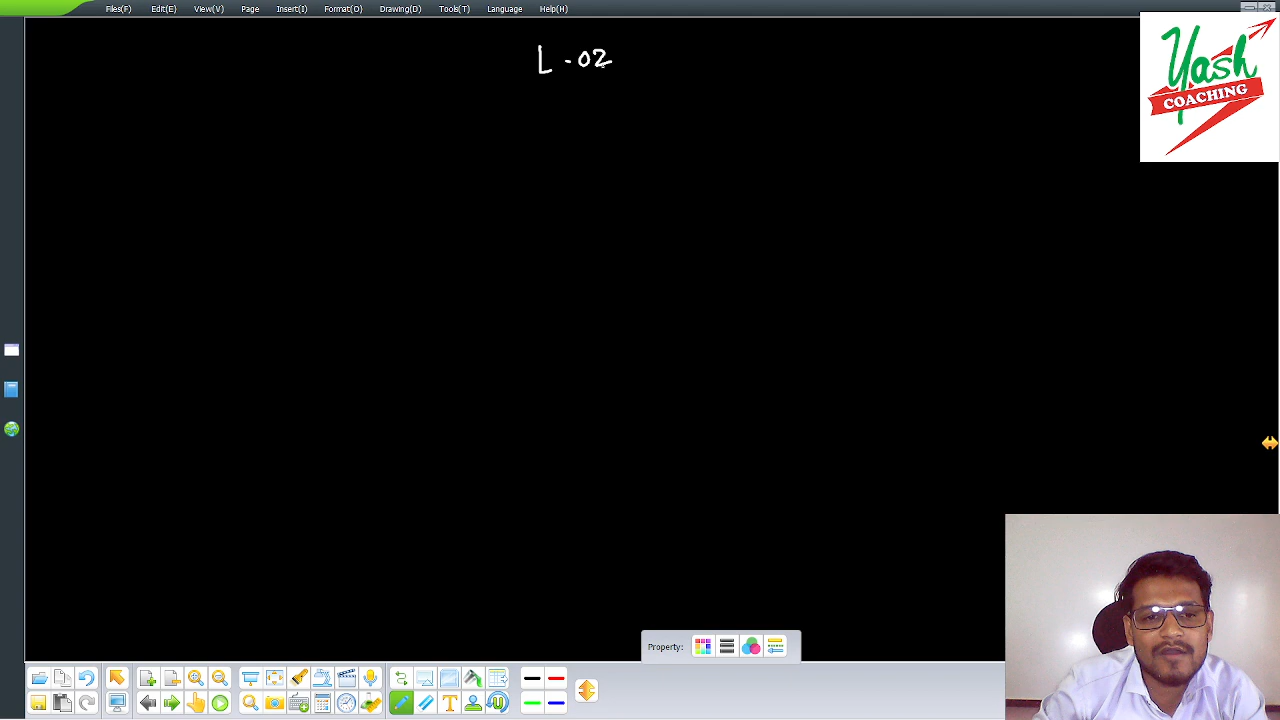 Files(F) Edit(E) View(V) Page Insert(I) Format(O) Drawing(D) Tools(T) Language Help(H)
L-02
Yash
COACHING
Property: